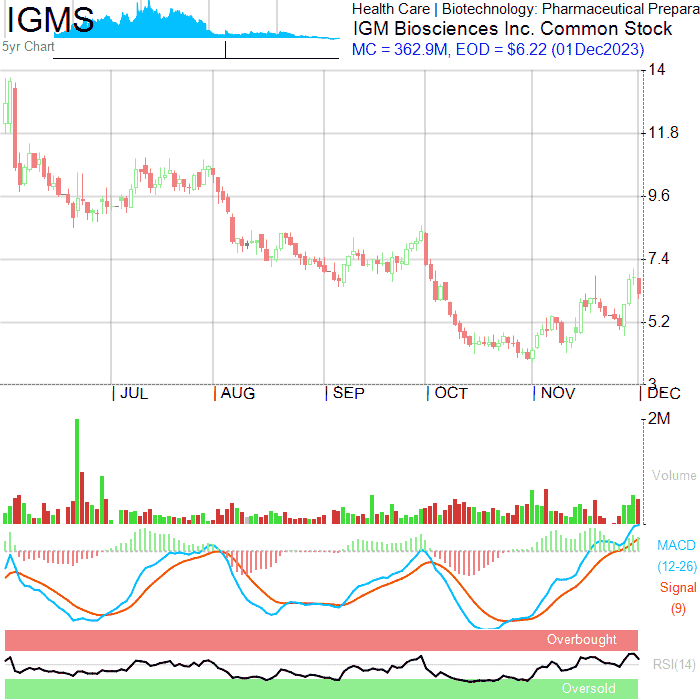 IGMS
5yr Chart
Health Care | Biotechnology: Pharmaceutical Prepara
IGM Biosciences Inc. Common Stock
MC = 362.9M, EOD = $6.22 (01Dec2023)
14
11.8
9.6
7.4
5.2
3
JUL AUG SEP OCT NOV DEC
2M
Volume
MACD
(12-26)
Signal
(9)
Overbought
RSI(14)
Oversold